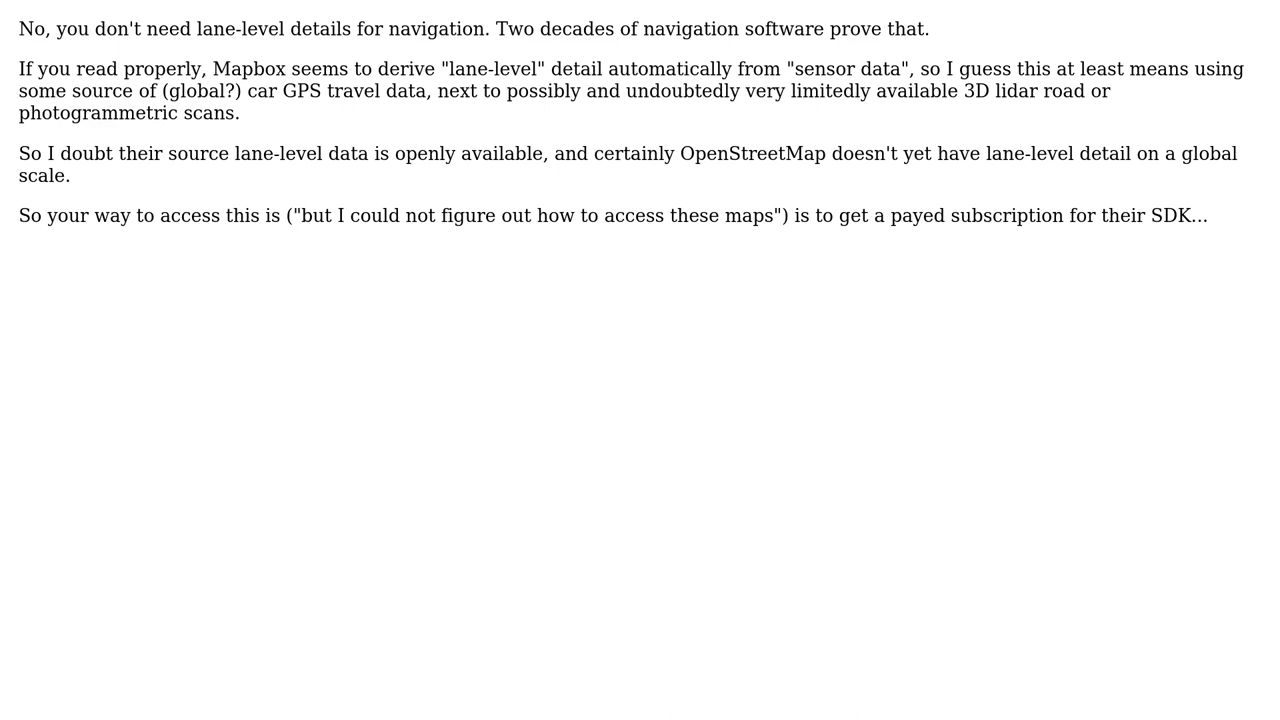 No, you don't need lane-level details for navigation. Two decades of navigation software prove that.
If you read properly, Mapbox seems to derive "lane-level" detail automatically from "sensor data", so I guess this at least means using
some source of (global?) car GPS travel data, next to possibly and undoubtedly very limitedly available 3D lidar road or
photogrammetric scans.
So I doubt their source lane-level data is openly available, and certainly OpenStreetMap doesn't yet have lane-level detail on a global
scale.
So your way to access this is ("but I could not figure out how to access these maps") is to get a payed subscription for their SDK...